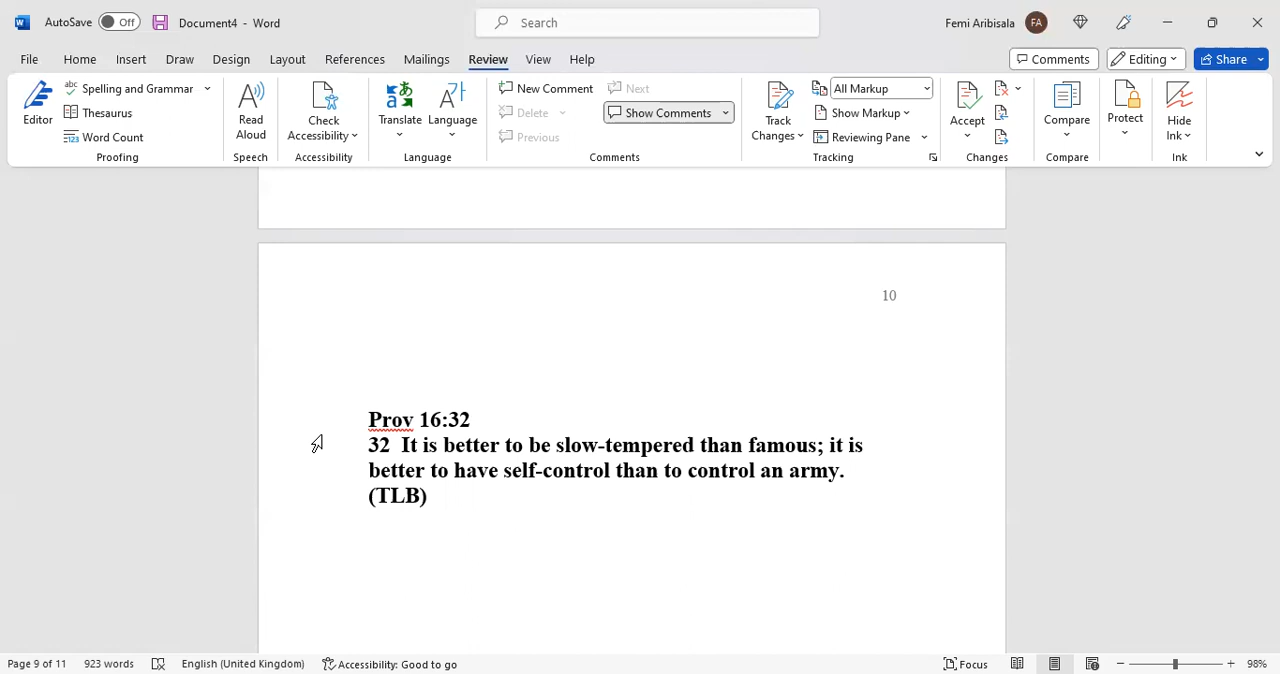 AutoSave Off Document4 - Word Search Femi Aribisala FA
File Home Insert Draw Design Layout References Mailings Review View Help Comments Editing Share
Editor
abc Spelling and Grammar
Thesaurus
123 Word Count
Proofing
Read Aloud
Speech
Check Accessibility
Accessibility
Translate
Language
Language
New Comment
Delete
Previous
Next
Show Comments
Comments
Track Changes
All Markup
Show Markup
Reviewing Pane
Tracking
Accept
Changes
Compare
Compare
Protect
Hide Ink
Ink
10
Prov 16:32
32 It is better to be slow-tempered than famous; it is
better to have self-control than to control an army.
(TLB)
Page 9 of 11 923 words English (United Kingdom) Accessibility: Good to go Focus 98%